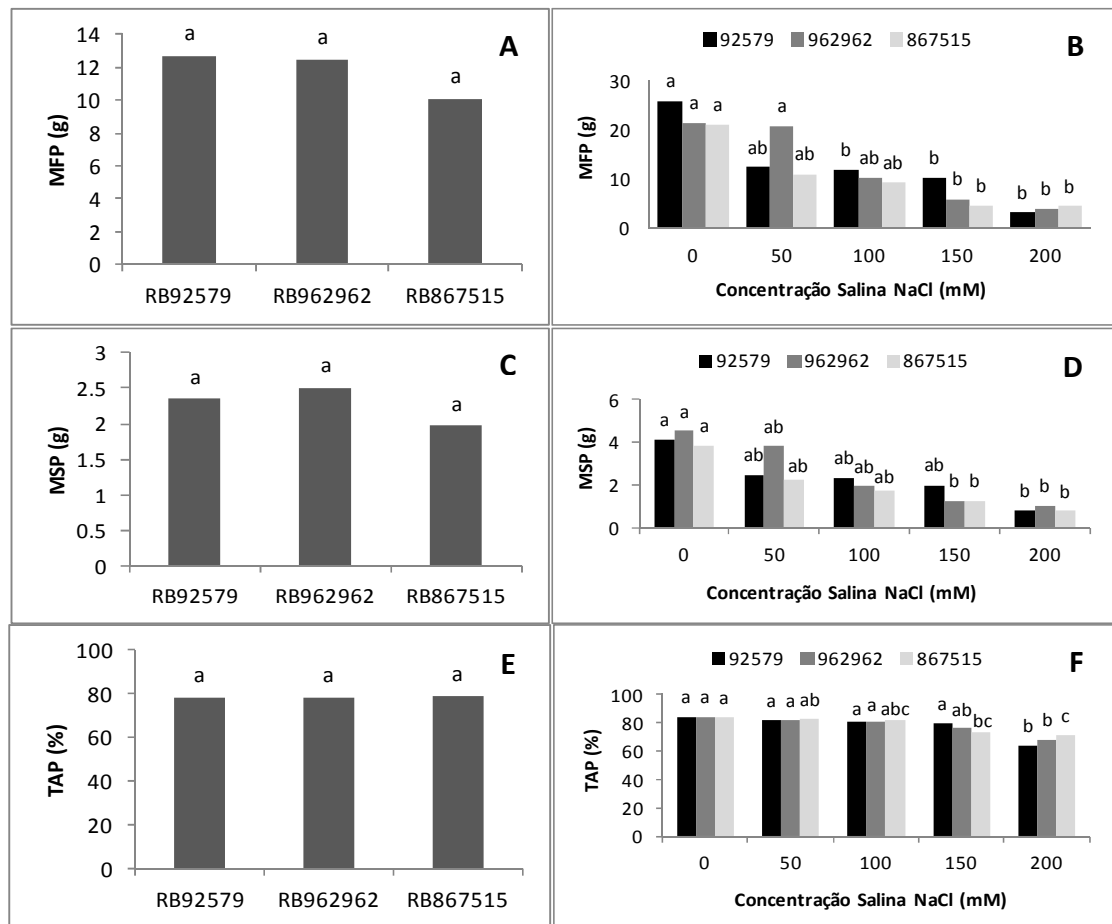 A
MFP (g)
14
12
10
8
6
4
2
0
a a a
RB92579 RB962962 RB867515
B
92579 962962 867515
MFP (g)
30
20
10
0
a a a ab a ab b ab ab b b b b b b
0 50 100 150 200
Concentração Salina NaCl (mM)
C
MSP (g)
3
2.5
2
1.5
1
0.5
0
a a a
RB92579 RB962962 RB867515
D
92579 962962 867515
MSP (g)
6
4
2
0
a a a ab ab ab ab ab ab ab b b b b b
0 50 100 150 200
Concentração Salina NaCl (mM)
E
TAP (%)
100
80
60
40
20
0
a a a
RB92579 RB962962 RB867515
F
92579 962962 867515
TAP (%)
100
80
60
40
20
0
a a a a a ab a a abc a ab bc b b c
0 50 100 150 200
Concentração Salina NaCl (mM)